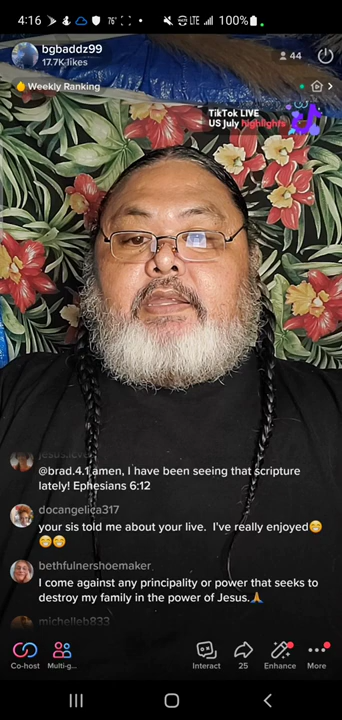 4:16
76°
LTE
100%
bgbaddz99
17.7K likes
44
Weekly Ranking
TikTok LIVE
US July highlights
@brad.4.1 amen, I have been seeing that scripture
lately! Ephesians 6:12
docangelica317
your sis told me about your live.  I've really enjoyed😁
😁😁
bethfulnershoemaker
I come against any principality or power that seeks to
destroy my family in the power of Jesus.🙏
michelleb833
Co-host
Multi-g...
Interact
25
Enhance
More